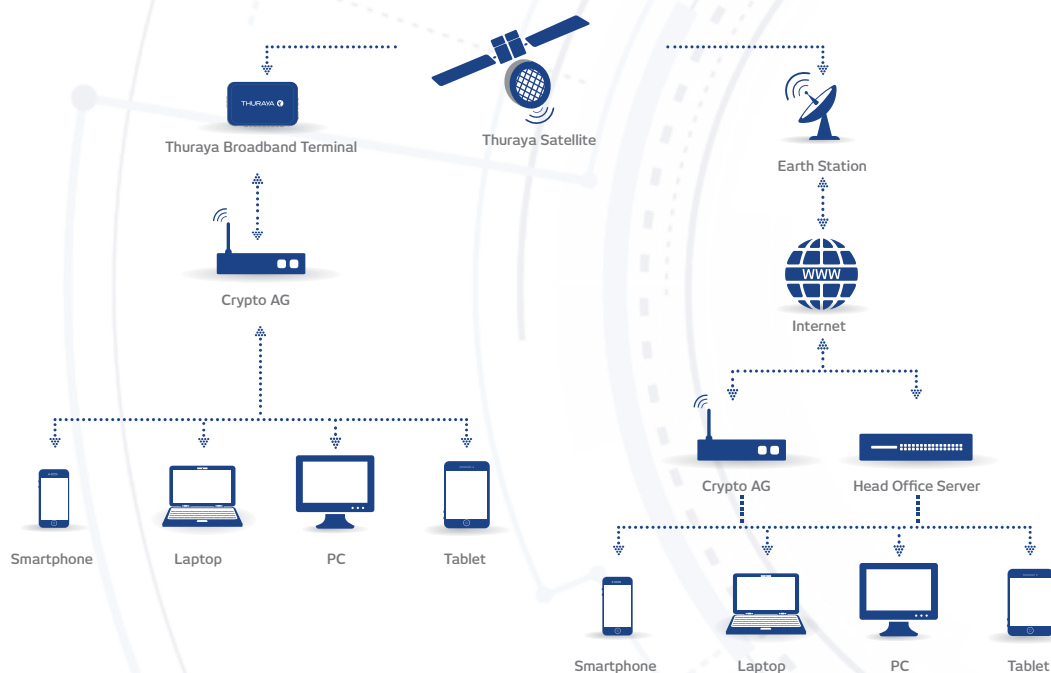 THURAYA
Thuraya Broadband Terminal
Thuraya Satellite
Earth Station
Crypto AG
WWW
Internet
Crypto AG
Head Office Server
Smartphone
Laptop
PC
Tablet
Smartphone
Laptop
PC
Tablet